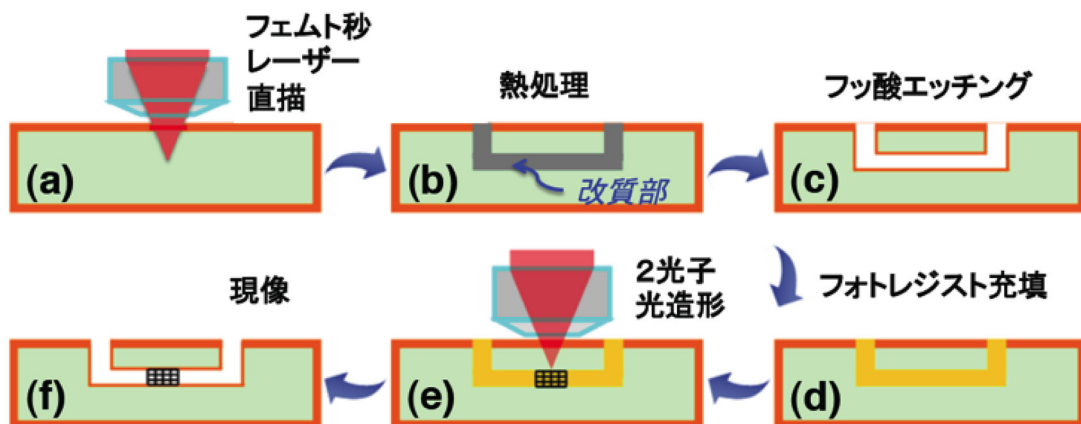 フェムト秒
レーザー
直描
(a)
熱処理
(b)
改質部
フッ酸エッチング
(c)
フォトレジスト充填
(d)
2光子
光造形
(e)
現像
(f)